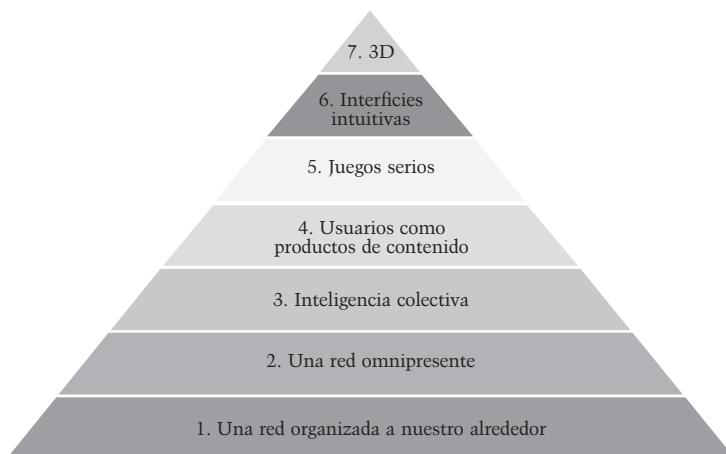 7. 3D
6. Interficies
intuitivas
5. Juegos serios
4. Usuarios como
productos de contenido
3. Inteligencia colectiva
2. Una red omnipresente
1. Una red organizada a nuestro alrededor